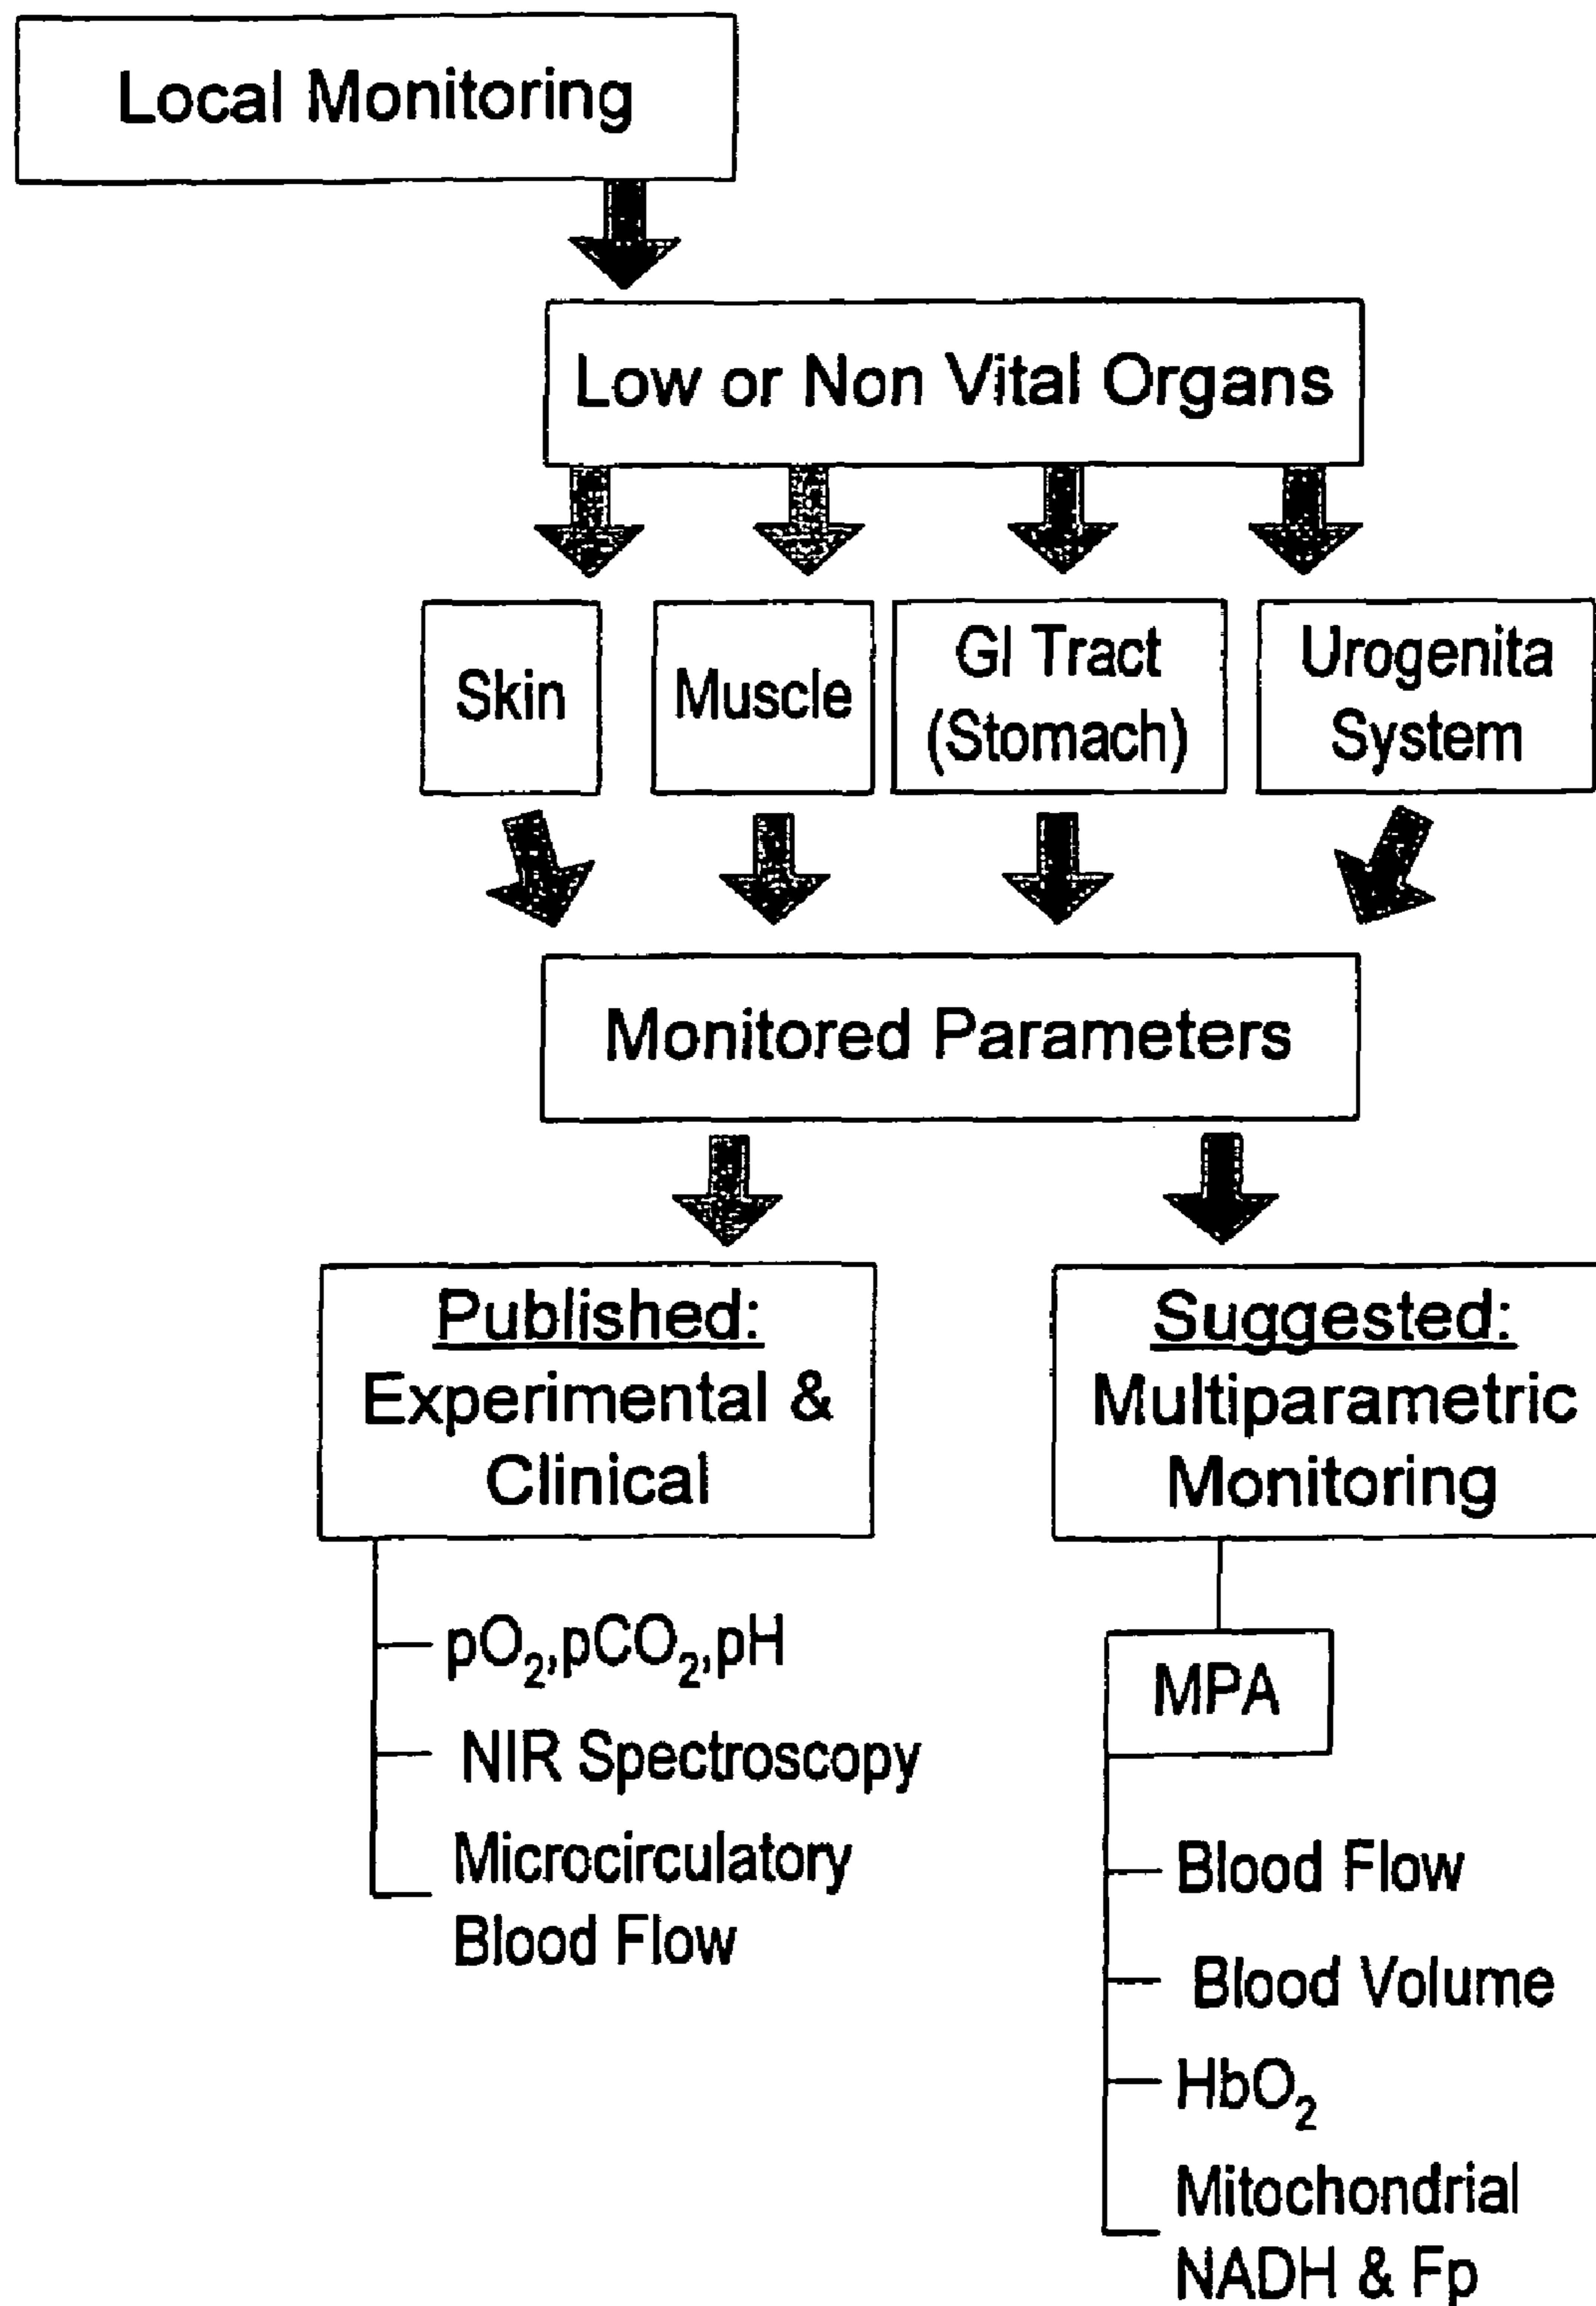 Local Monitoring
Low or Non Vital Organs
Skin
Muscle
GI Tract
(Stomach)
Urogenita
System
Monitored Parameters
Published:
Experimental &
Clinical
pO₂,pCO₂,pH
NIR Spectroscopy
Microcirculatory
Blood Flow
Suggested:
Multiparametric
Monitoring
MPA
Blood Flow
Blood Volume
HbO₂
Mitochondrial
NADH & Fp